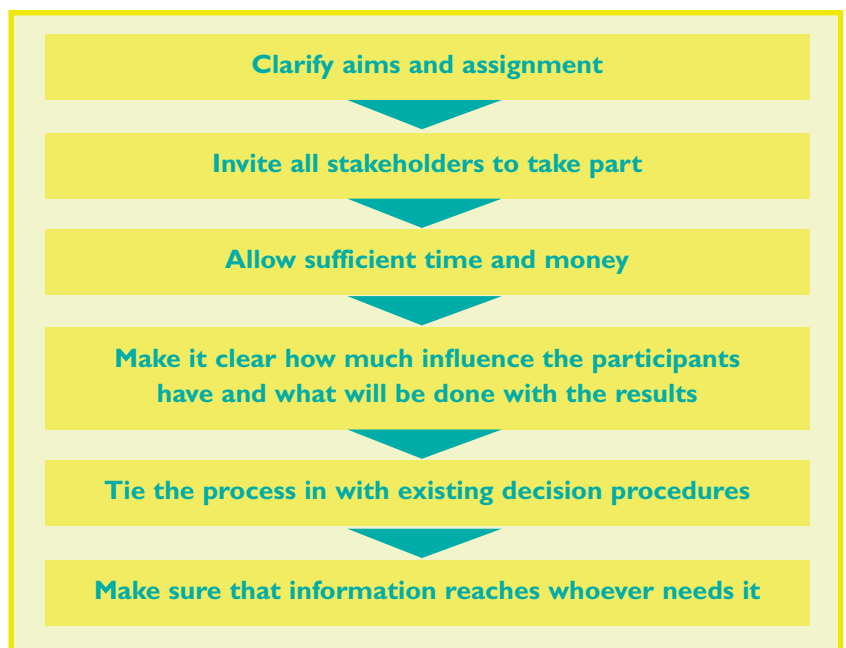 Clarify aims and assignment
Invite all stakeholders to take part
Allow sufficient time and money
Make it clear how much influence the participants
have and what will be done with the results
Tie the process in with existing decision procedures
Make sure that information reaches whoever needs it